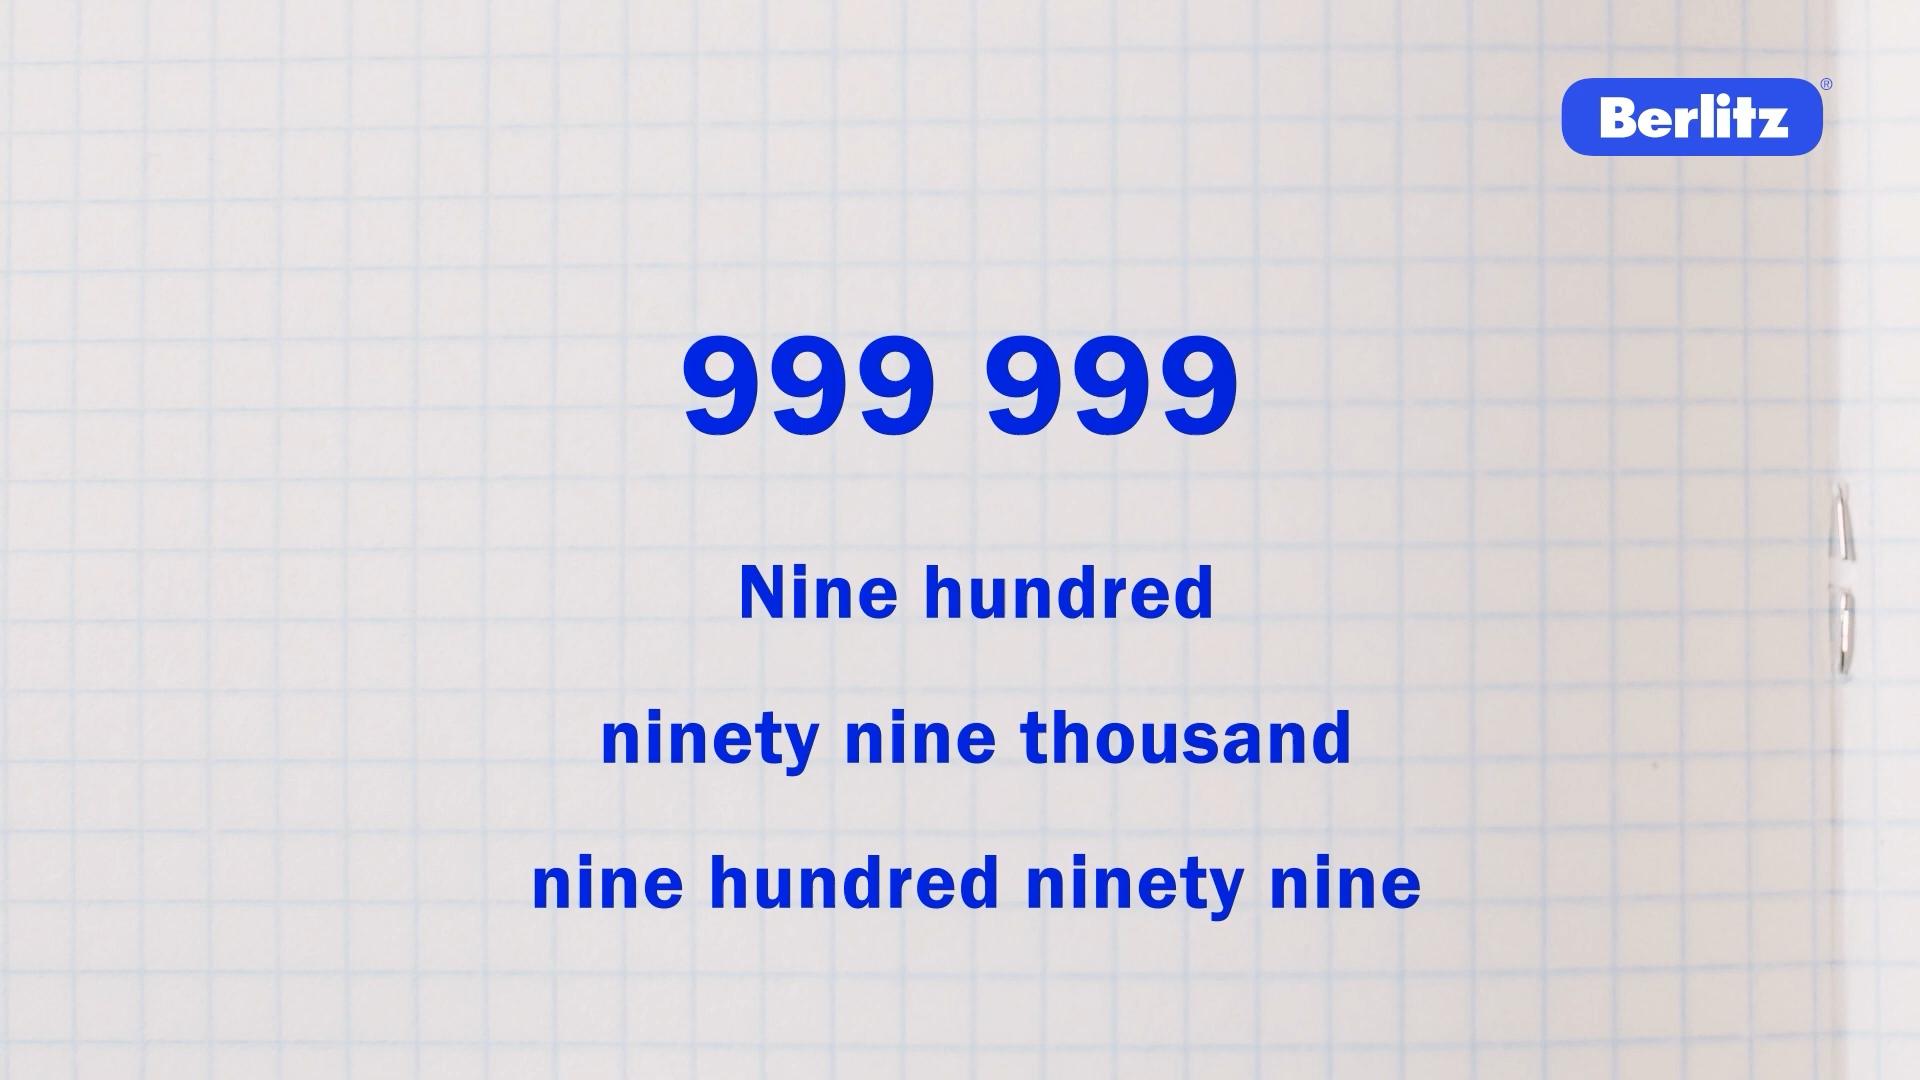 Berlitz®
999 999
Nine hundred
ninety nine thousand
nine hundred ninety nine